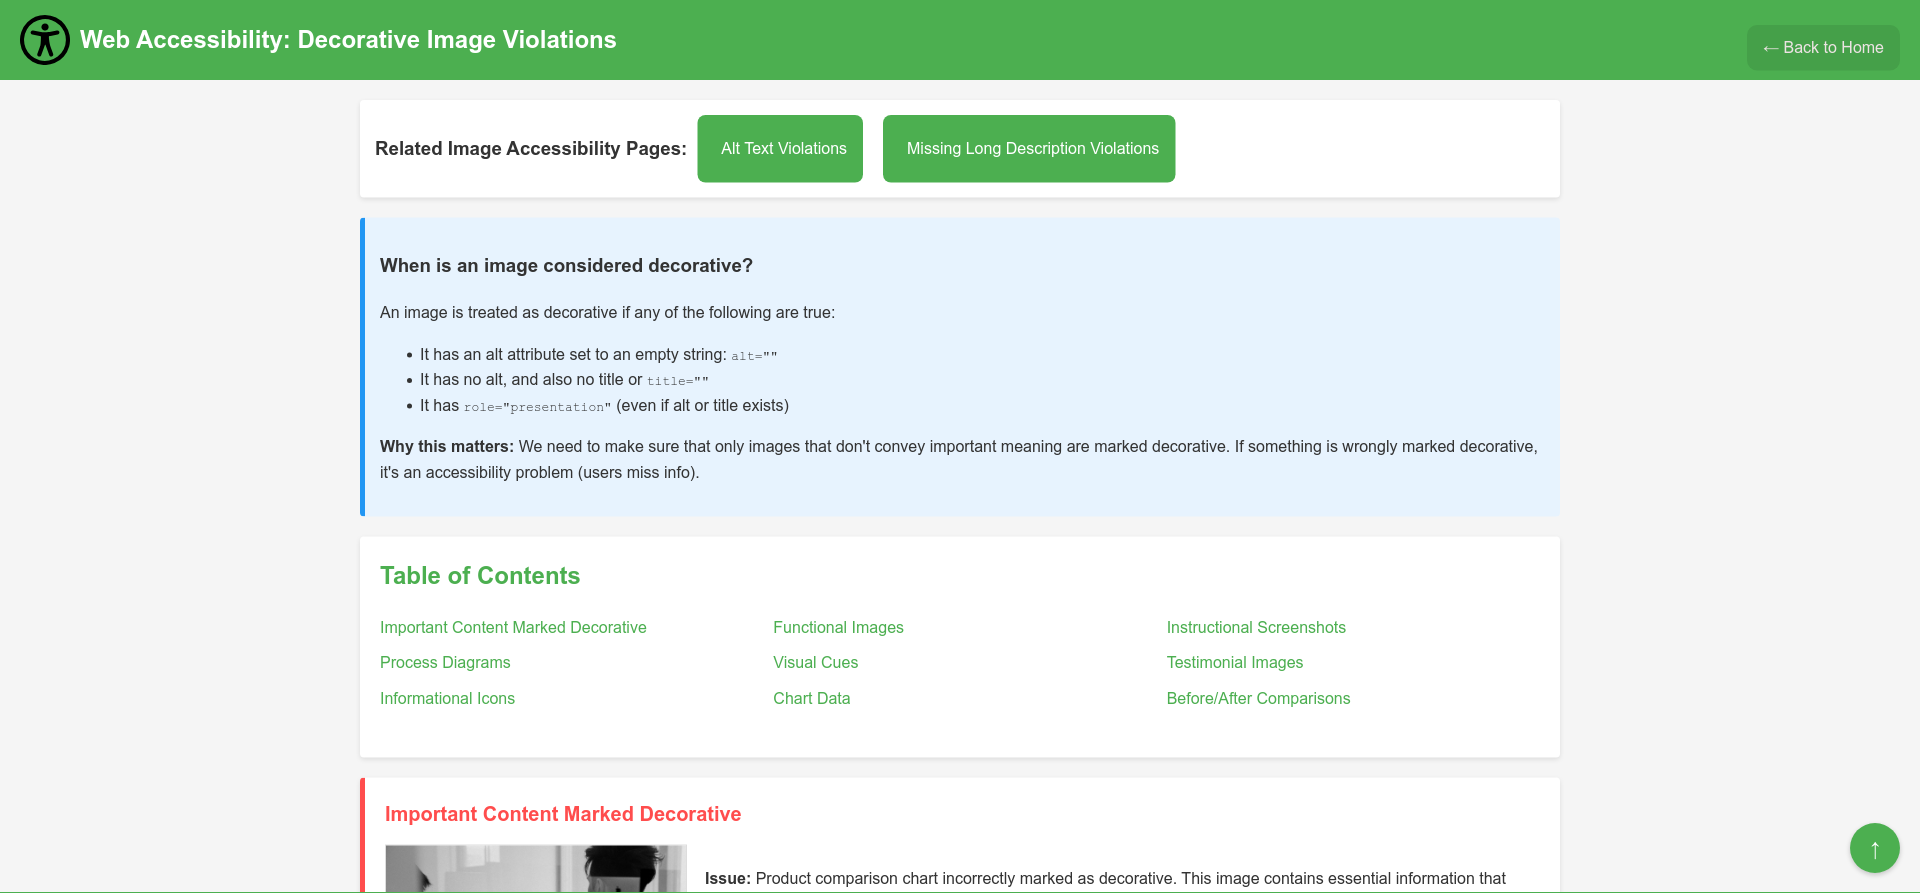 Web Accessibility: Decorative Image Violations
← Back to Home
Related Image Accessibility Pages:
Alt Text Violations
Missing Long Description Violations
When is an image considered decorative?
An image is treated as decorative if any of the following are true:
• It has an alt attribute set to an empty string: alt=""
• It has no alt, and also no title or title=""
• It has role="presentation" (even if alt or title exists)
Why this matters: We need to make sure that only images that don't convey important meaning are marked decorative. If something is wrongly marked decorative,
it's an accessibility problem (users miss info).
Table of Contents
Important Content Marked Decorative
Functional Images
Instructional Screenshots
Process Diagrams
Visual Cues
Testimonial Images
Informational Icons
Chart Data
Before/After Comparisons
Important Content Marked Decorative
Issue: Product comparison chart incorrectly marked as decorative. This image contains essential information that
↑